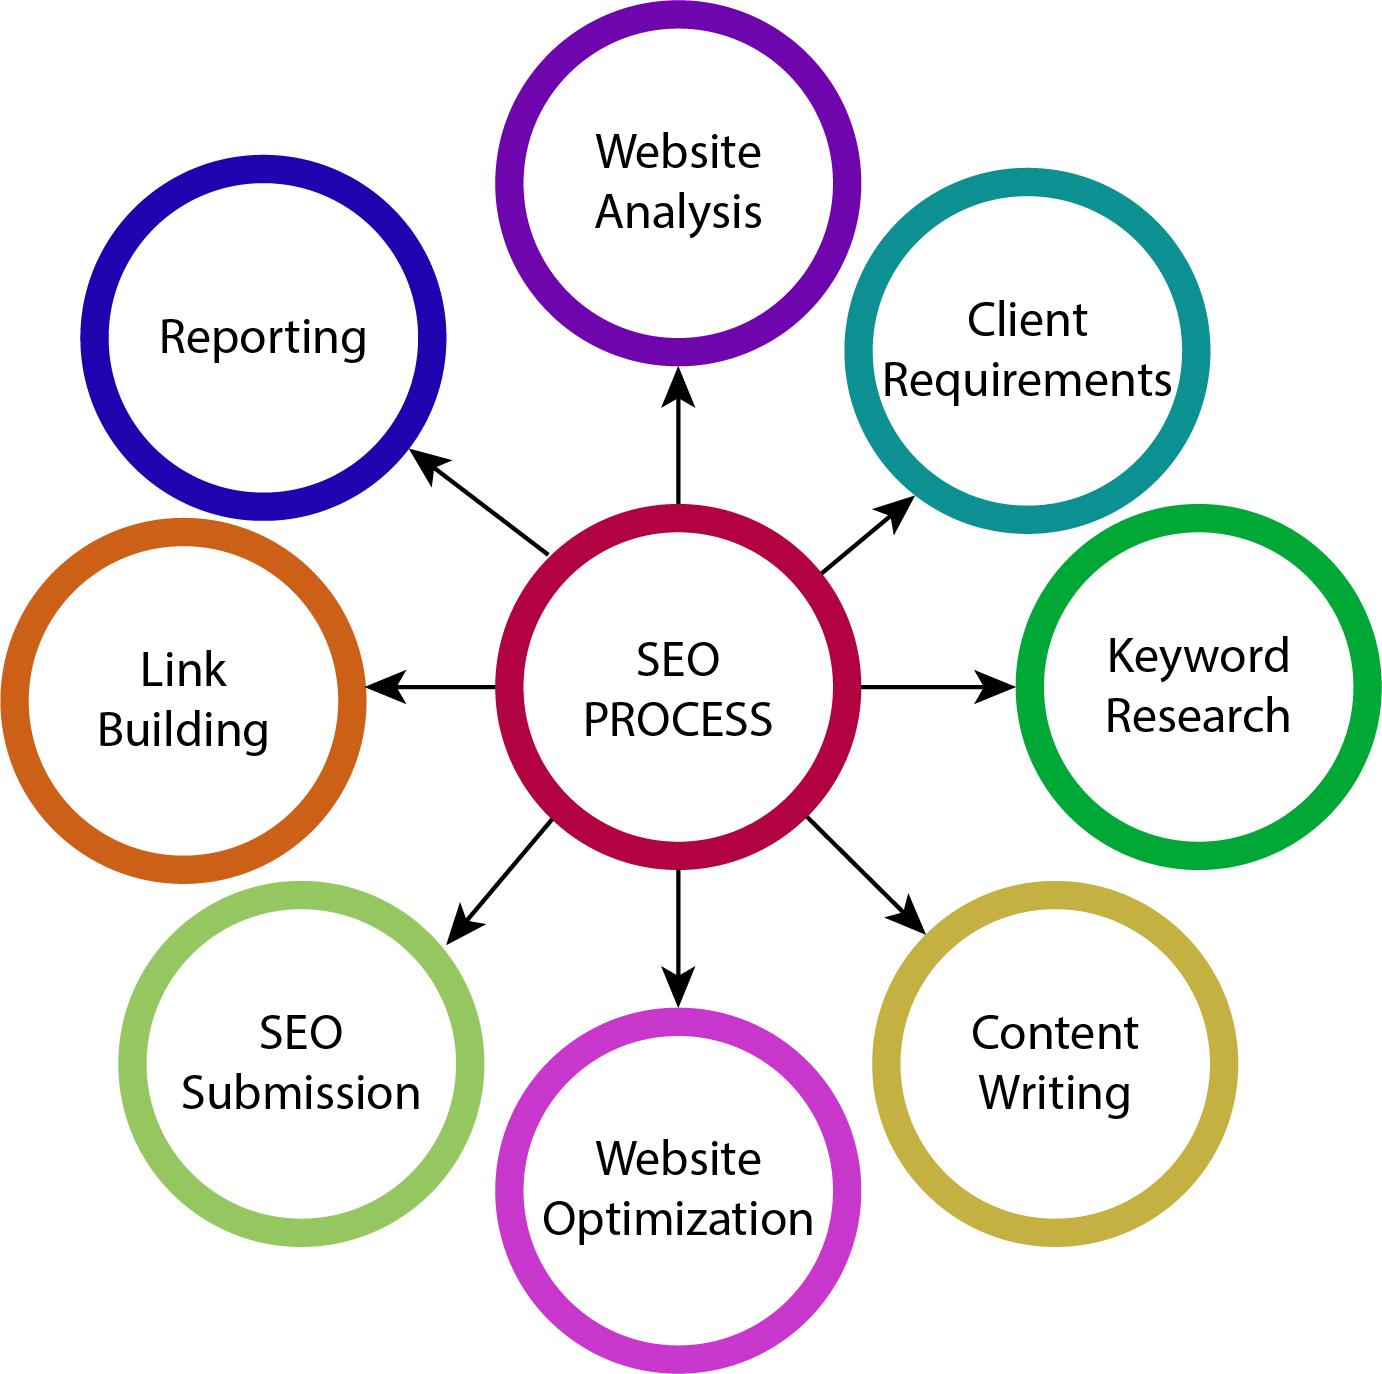 Website
Analysis
Client
Requirements
Keyword
Research
Content
Writing
Website
Optimization
SEO
Submission
Link
Building
Reporting
SEO
PROCESS